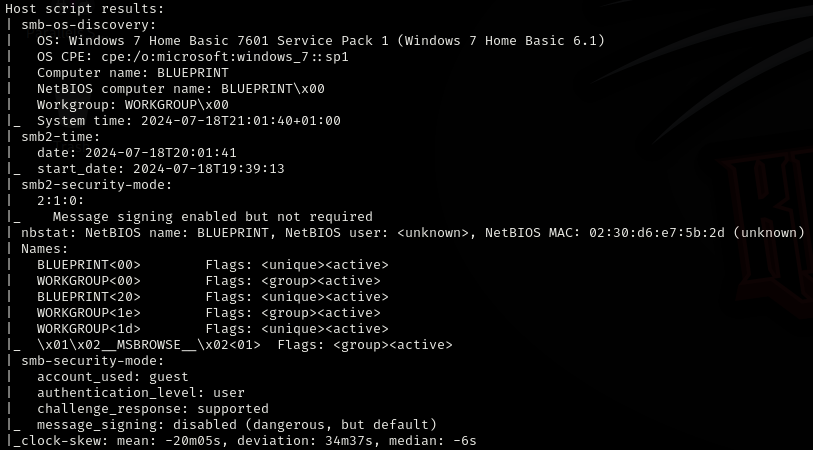 Host script results:
| smb-os-discovery:
|   OS: Windows 7 Home Basic 7601 Service Pack 1 (Windows 7 Home Basic 6.1)
|   OS CPE: cpe:/o:microsoft:windows_7::sp1
|   Computer name: BLUEPRINT
|   NetBIOS computer name: BLUEPRINT\x00
|   Workgroup: WORKGROUP\x00
|_  System time: 2024-07-18T21:01:40+01:00
| smb2-time:
|   date: 2024-07-18T20:01:41
|_  start_date: 2024-07-18T19:39:13
| smb2-security-mode:
|   2:1:0:
|_    Message signing enabled but not required
| nbstat: NetBIOS name: BLUEPRINT, NetBIOS user: <unknown>, NetBIOS MAC: 02:30:d6:e7:5b:2d (unknown)
| Names:
|   BLUEPRINT<00>        Flags: <unique><active>
|   WORKGROUP<00>        Flags: <group><active>
|   BLUEPRINT<20>        Flags: <unique><active>
|   WORKGROUP<1e>        Flags: <group><active>
|   WORKGROUP<1d>        Flags: <unique><active>
|_  \x01\x02__MSBROWSE__\x02<01>  Flags: <group><active>
| smb-security-mode:
|   account_used: guest
|   authentication_level: user
|   challenge_response: supported
|_  message_signing: disabled (dangerous, but default)
|_clock-skew: mean: -20m05s, deviation: 34m37s, median: -6s